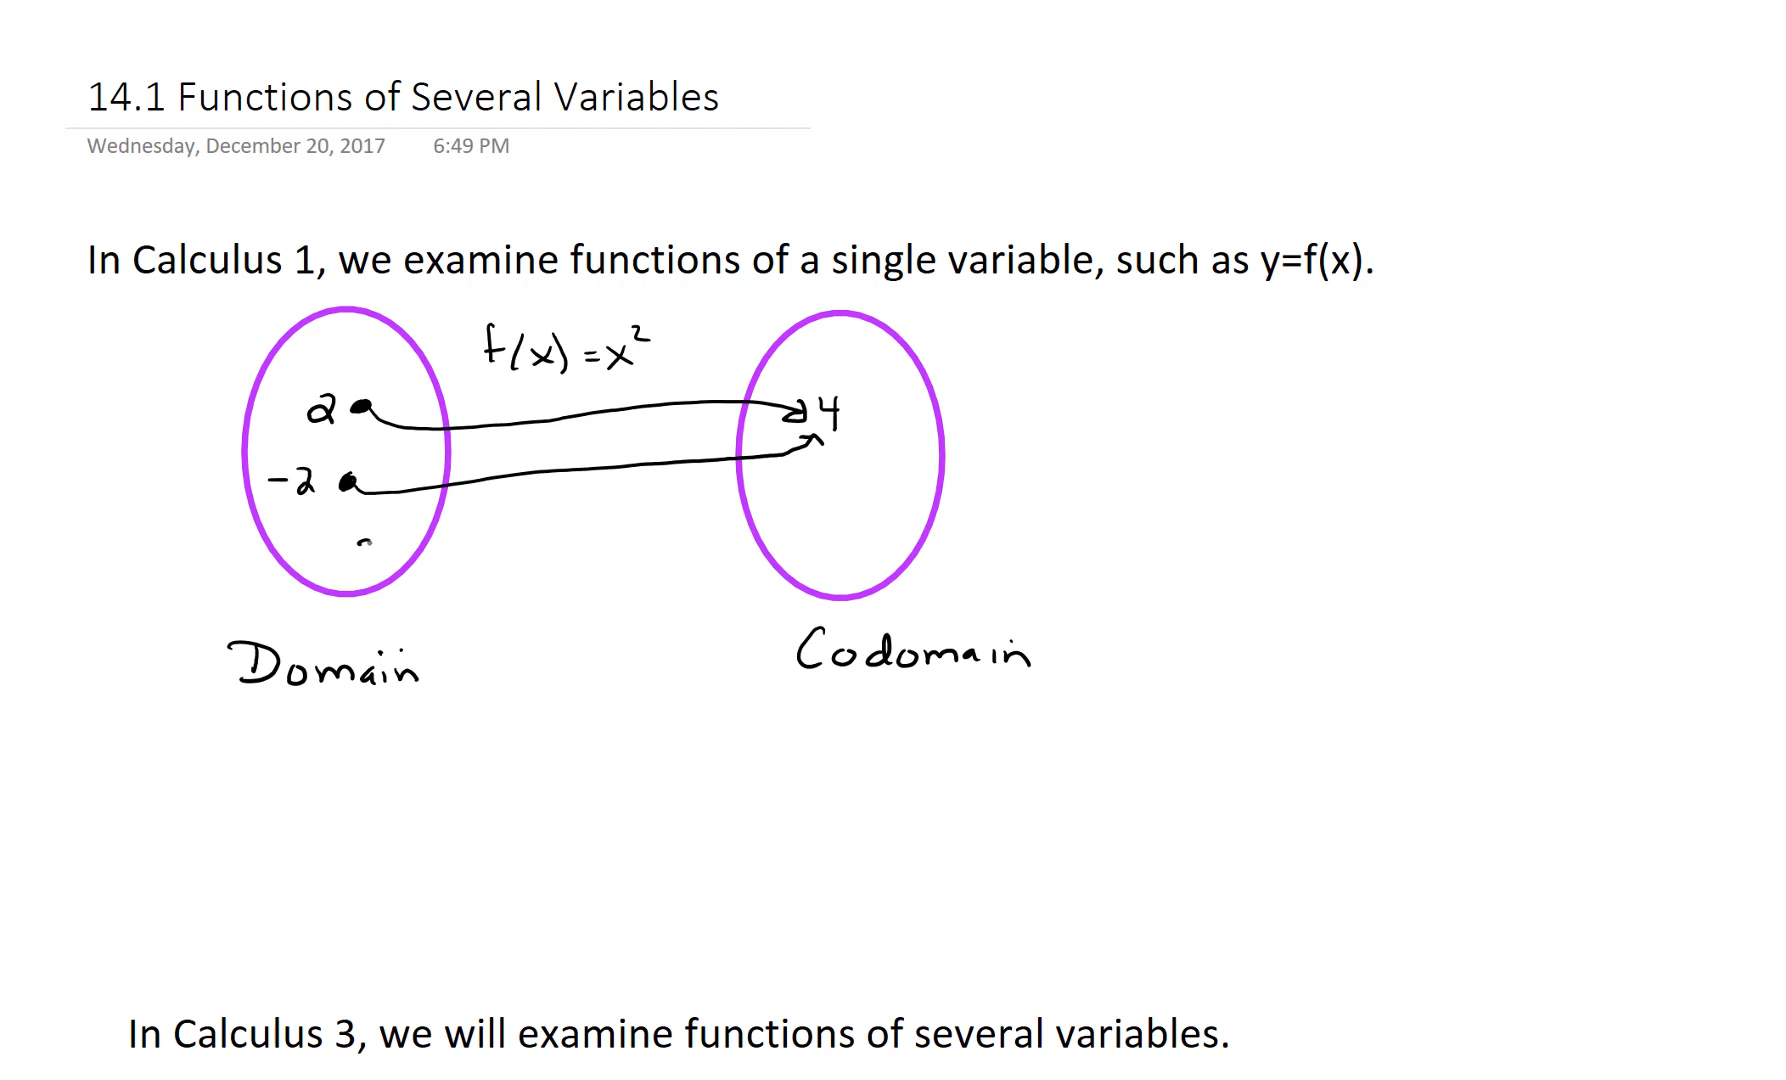 14.1 Functions of Several Variables
Wednesday, December 20, 2017 6:49 PM
In Calculus 1, we examine functions of a single variable, such as y=f(x).
f(x) = x²
2 4
-2
Domain Codomain
In Calculus 3, we will examine functions of several variables.